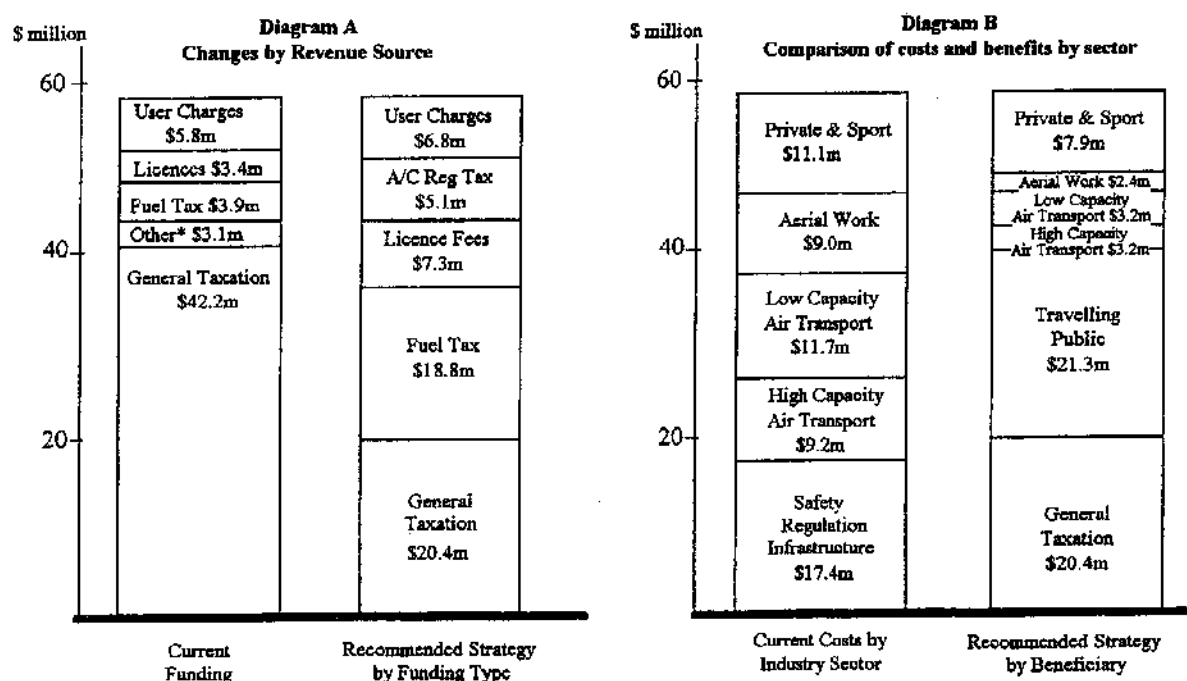 Diagram A
Changes by Revenue Source
$ million
60
40
20
User Charges
$5.8m
Licences $3.4m
Fuel Tax $3.9m
Other* $3.1m
General Taxation
$42.2m
User Charges
$6.8m
A/C Reg Tax
$5.1m
Licence Fees
$7.3m
Fuel Tax
$18.8m
General
Taxation
$20.4m
Current
Funding
Recommended Strategy
by Funding Type
Diagram B
Comparison of costs and benefits by sector
$ million
60
40
20
Private & Sport
$11.1m
Aerial Work
$9.0m
Low Capacity
Air Transport
$11.7m
High Capacity
Air Transport
$9.2m
Safety
Regulation
Infrastructure
$17.4m
Private & Sport
$7.9m
Aerial Work $2.4m
Low Capacity
Air Transport $3.2m
High Capacity
Air Transport $3.2m
Travelling
Public
$21.3m
General
Taxation
$20.4m
Current Costs by
Industry Sector
Recommended Strategy
by Beneficiary